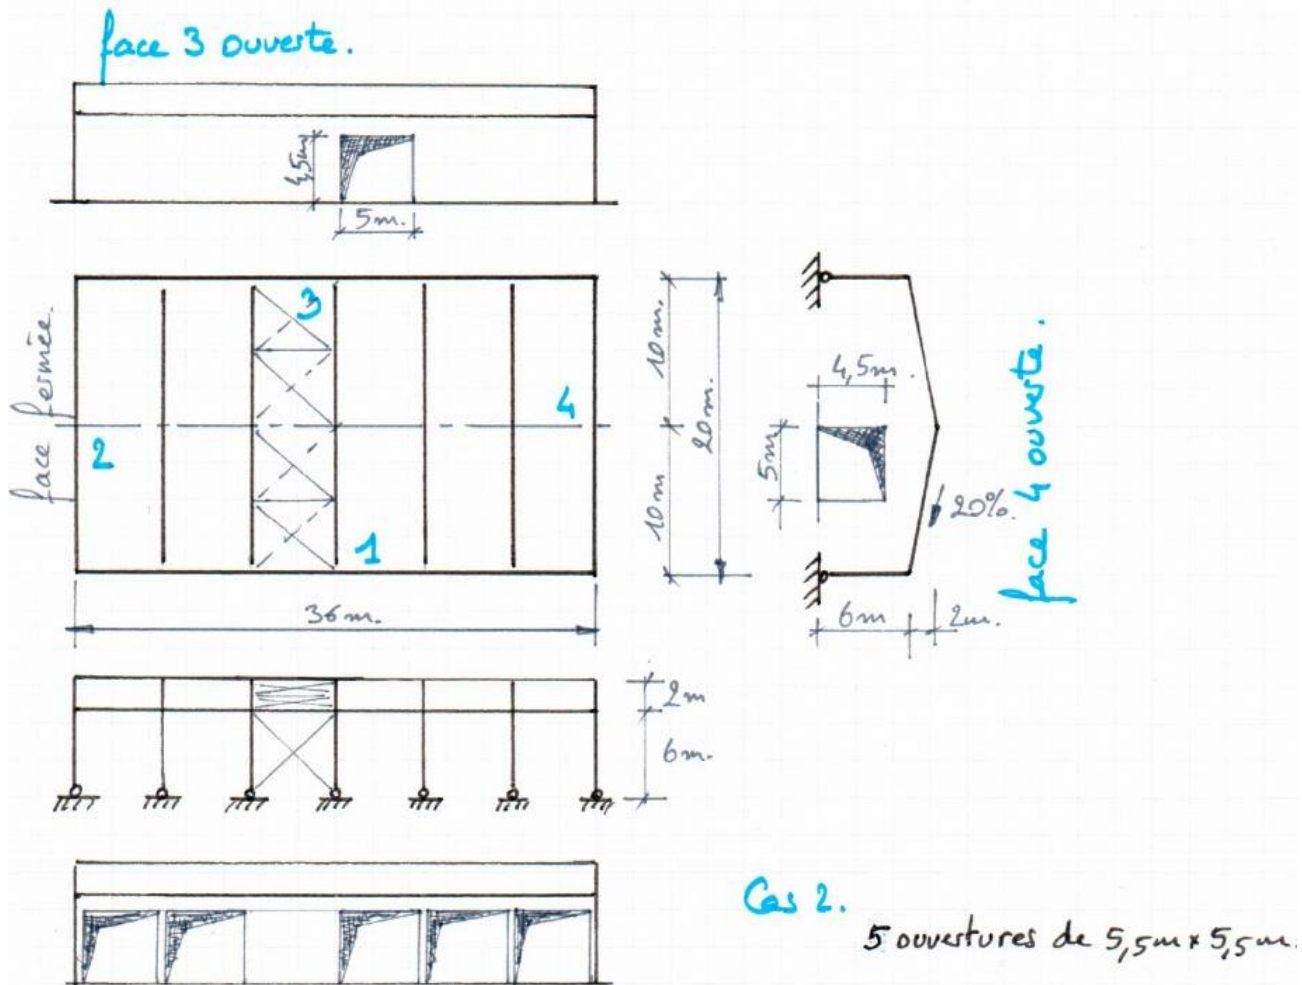 face 3 ouverte.
4,5m
5m.
face fermée.
2
3
1
4
36m.
10m.
10m
20m.
4,5m.
5m
20%.
6m
2m.
face 4 ouverte.
2m
6m.
Cas 2.
5 ouvertures de 5,5m x 5,5m.